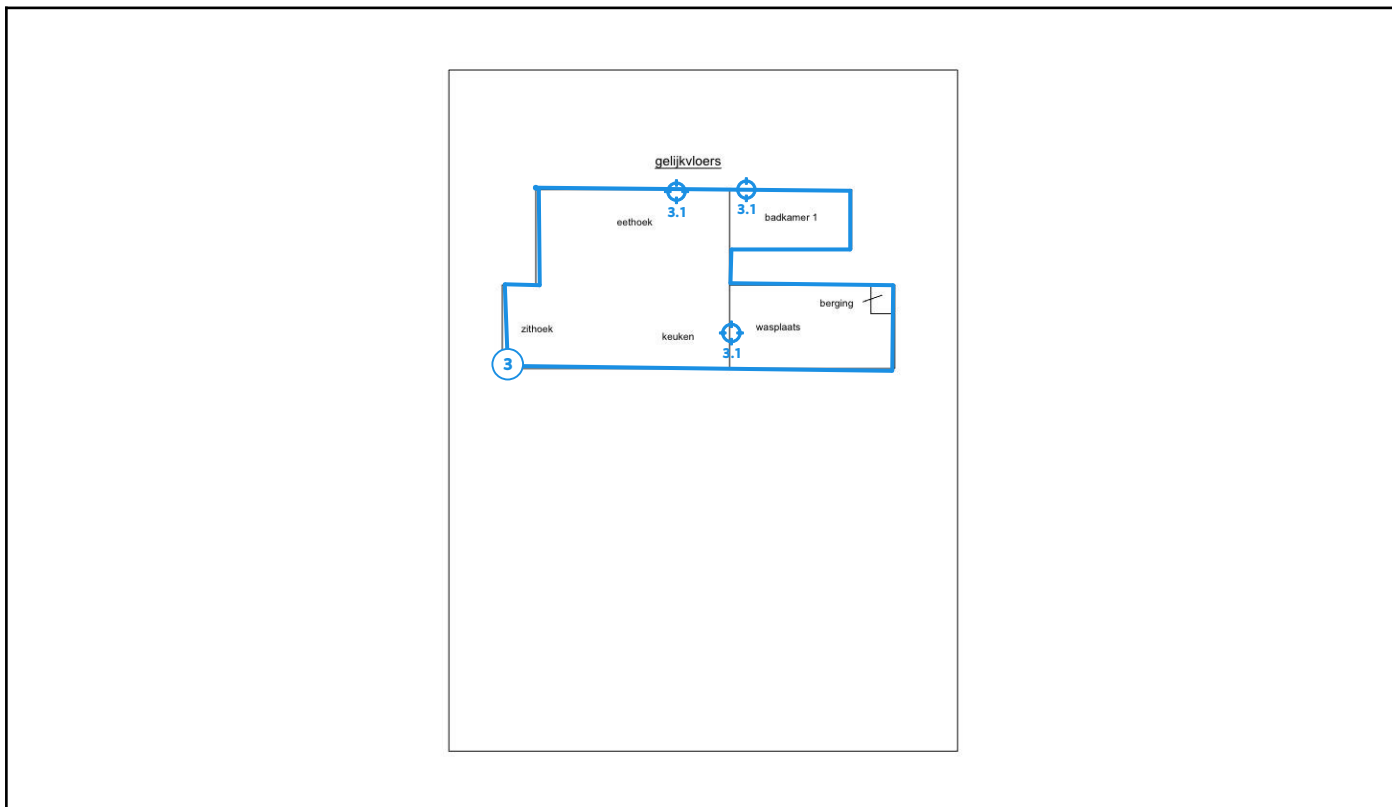 gelijkvloers
3.1
3.1
eethoek
badkamer 1
berging
zithoek
keuken
wasplaats
3.1
3